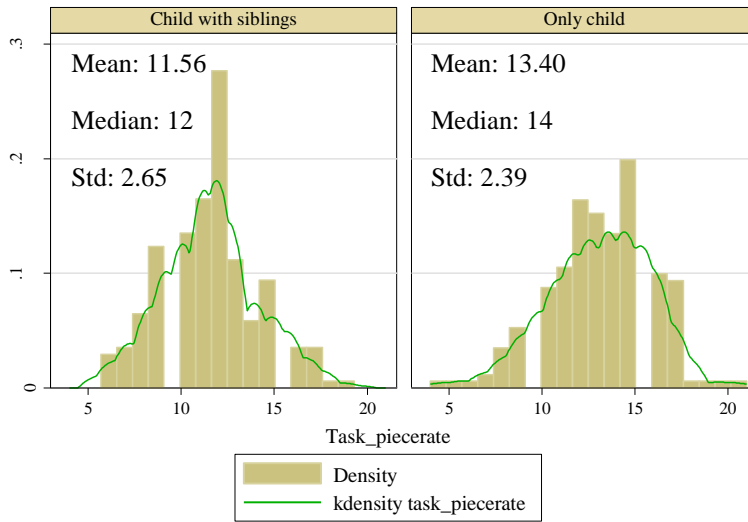 Child with siblings
Only child
.3
.2
.1
0
Mean: 11.56
Median: 12
Std: 2.65
Mean: 13.40
Median: 14
Std: 2.39
5 10 15 20
5 10 15 20
Task_piecerate
Density
kdensity task_piecerate